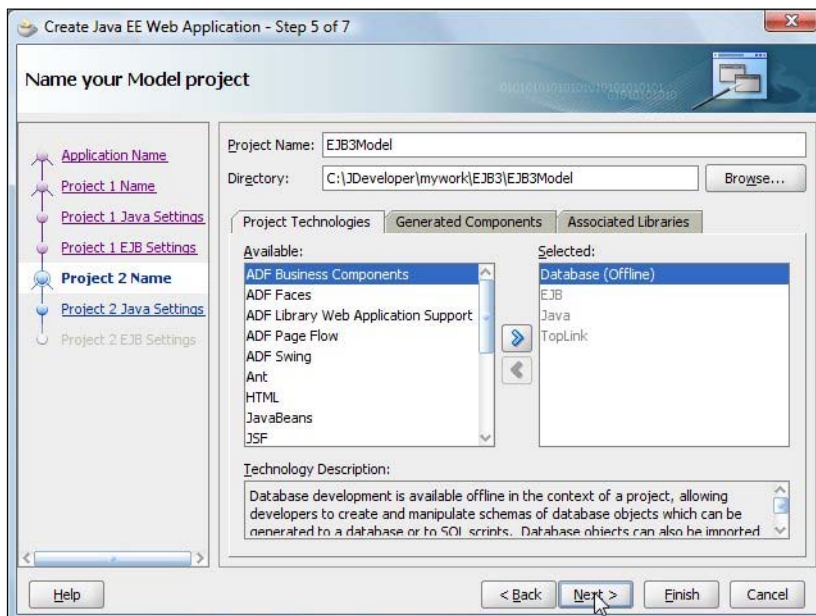 Create Java EE Web Application - Step 5 of 7
Name your Model project
Application Name
Project 1 Name
Project 1 Java Settings
Project 1 EJB Settings
Project 2 Name
Project 2 Java Settings
Project 2 EJB Settings
Project Name: EJB3Model
Directory: C:\JDeveloper\mywork\EJB3\EJB3Model Browse...
Project Technologies Generated Components Associated Libraries
Available: Selected:
ADF Business Components Database (Offline)
ADF Faces EJB
ADF Library Web Application Support Java
ADF Page Flow TopLink
ADF Swing
Ant
HTML
JavaBeans
JSF
Technology Description:
Database development is available offline in the context of a project, allowing
developers to create and manipulate schemas of database objects which can be
generated to a database or to SQL scripts. Database objects can also be imported
Help < Back Next > Finish Cancel